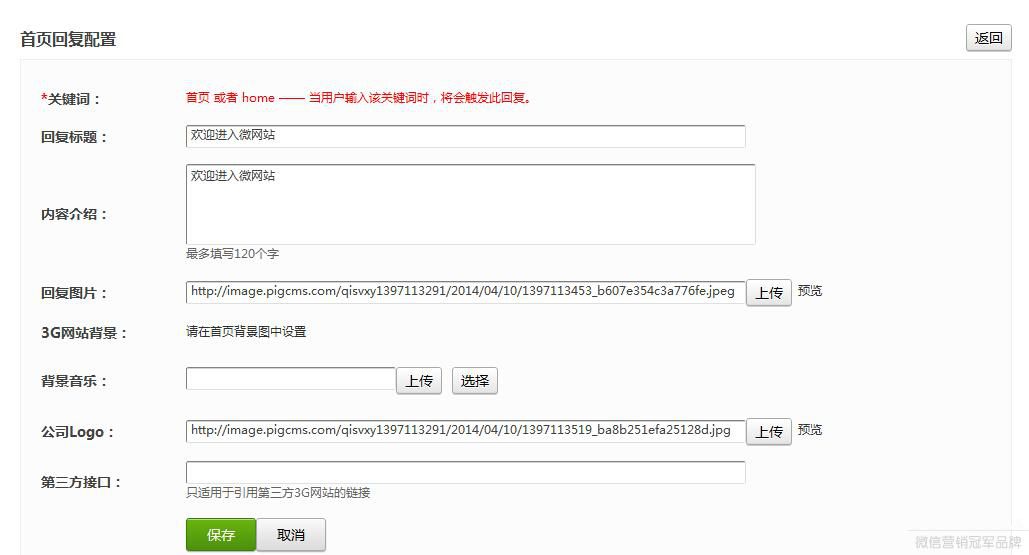 首页回复配置
返回
*关键词： 首页 或者 home —— 当用户输入该关键词时，将会触发此回复。
回复标题： 欢迎进入微网站
欢迎进入微网站
内容介绍：
最多填写120个字
回复图片： http://image.pigcms.com/qisvxy1397113291/2014/04/10/1397113453_b607e354c3a776fe.jpeg 上传 预览
3G网站背景： 请在首页背景图中设置
背景音乐： 上传 选择
公司Logo： http://image.pigcms.com/qisvxy1397113291/2014/04/10/1397113519_ba8b251efa25128d.jpg 上传 预览
第三方接口：
只适用于引用第三方3G网站的链接
保存 取消
微信营销冠军品牌